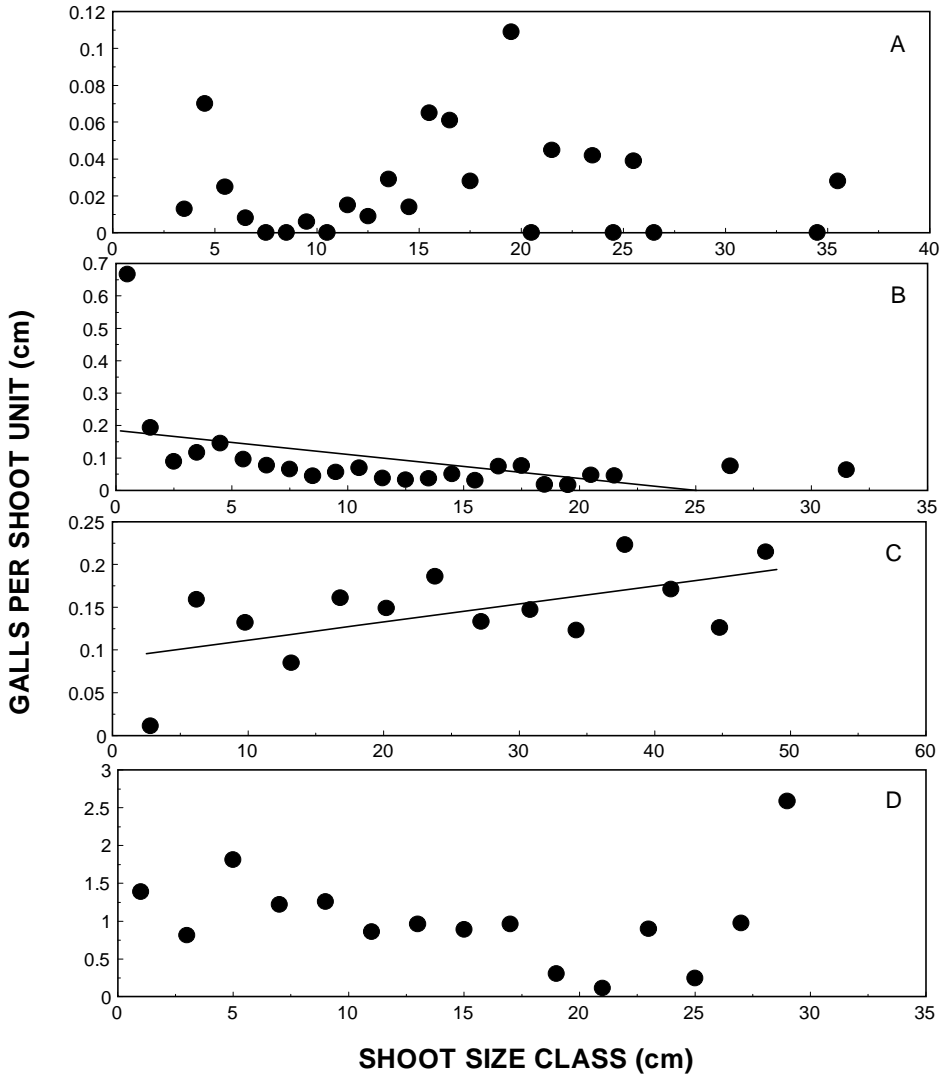 GALLS PER SHOOT UNIT (cm)
A
0.12
0.1
0.08
0.06
0.04
0.02
0
0 5 10 15 20 25 30 35 40
B
0.7
0.6
0.5
0.4
0.3
0.2
0.1
0
0 5 10 15 20 25 30 35
C
0.25
0.2
0.15
0.1
0.05
0
0 10 20 30 40 50 60
D
3
2.5
2
1.5
1
0.5
0
0 5 10 15 20 25 30 35
SHOOT SIZE CLASS (cm)